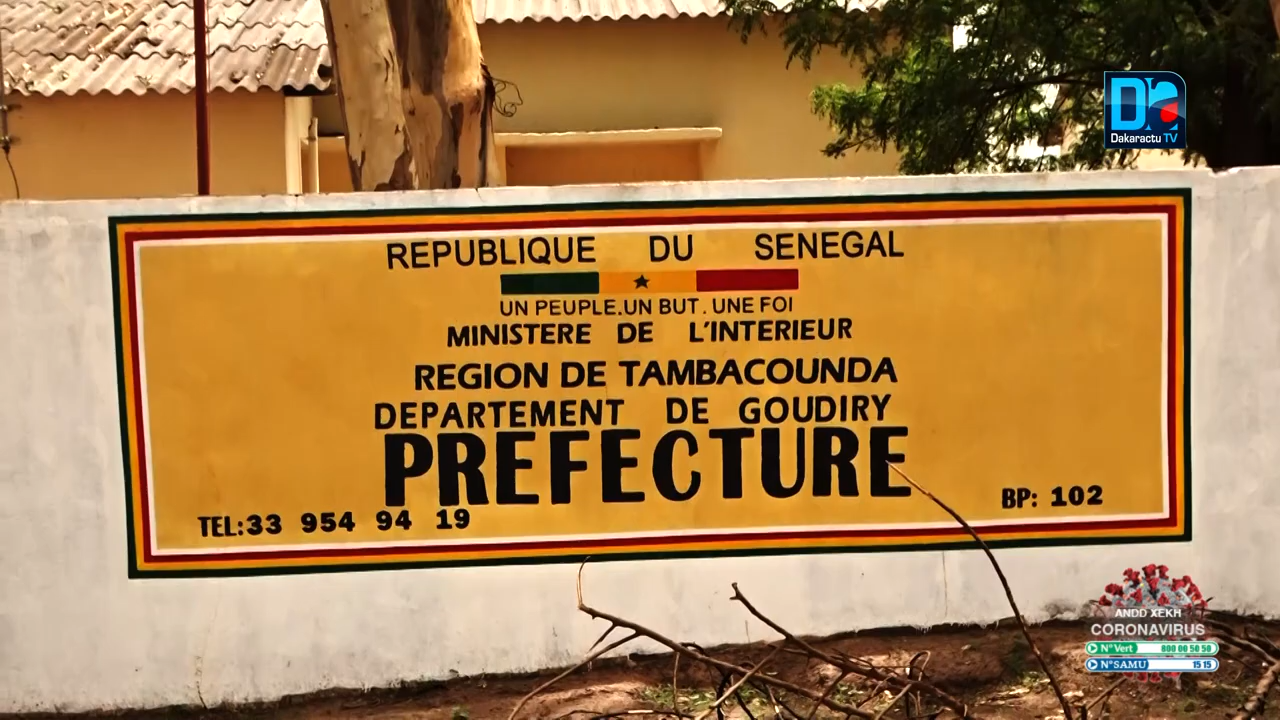 Dakaractu TV
REPUBLIQUE DU SENEGAL
UN PEUPLE.UN BUT. UNE FOI
MINISTERE DE L'INTERIEUR
REGION DE TAMBACOUNDA
DEPARTEMENT DE GOUDIRY
PREFECTURE
TEL:33 954 94 19
BP: 102
ANDD XEKH
CORONAVIRUS
N°Vert 800 00 50 50
N°SAMU 15 15